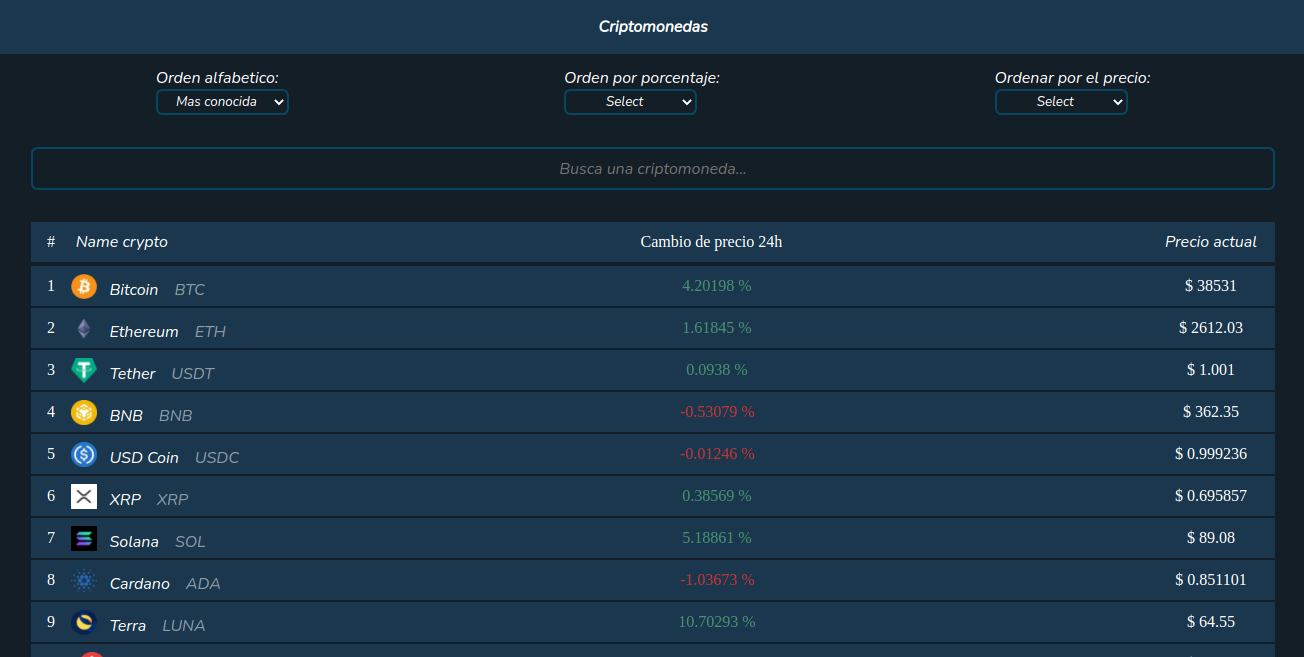 Criptomonedas
Orden alfabetico: Orden por porcentaje: Ordenar por el precio:
Mas conocida Select Select
Busca una criptomoneda...
# Name crypto Cambio de precio 24h Precio actual
1 Bitcoin BTC 4.20198 % $ 38531
2 Ethereum ETH 1.61845 % $ 2612.03
3 Tether USDT 0.0938 % $ 1.001
4 BNB BNB -0.53079 % $ 362.35
5 USD Coin USDC -0.01246 % $ 0.999236
6 XRP XRP 0.38569 % $ 0.695857
7 Solana SOL 5.18861 % $ 89.08
8 Cardano ADA -1.03673 % $ 0.851101
9 Terra LUNA 10.70293 % $ 64.55